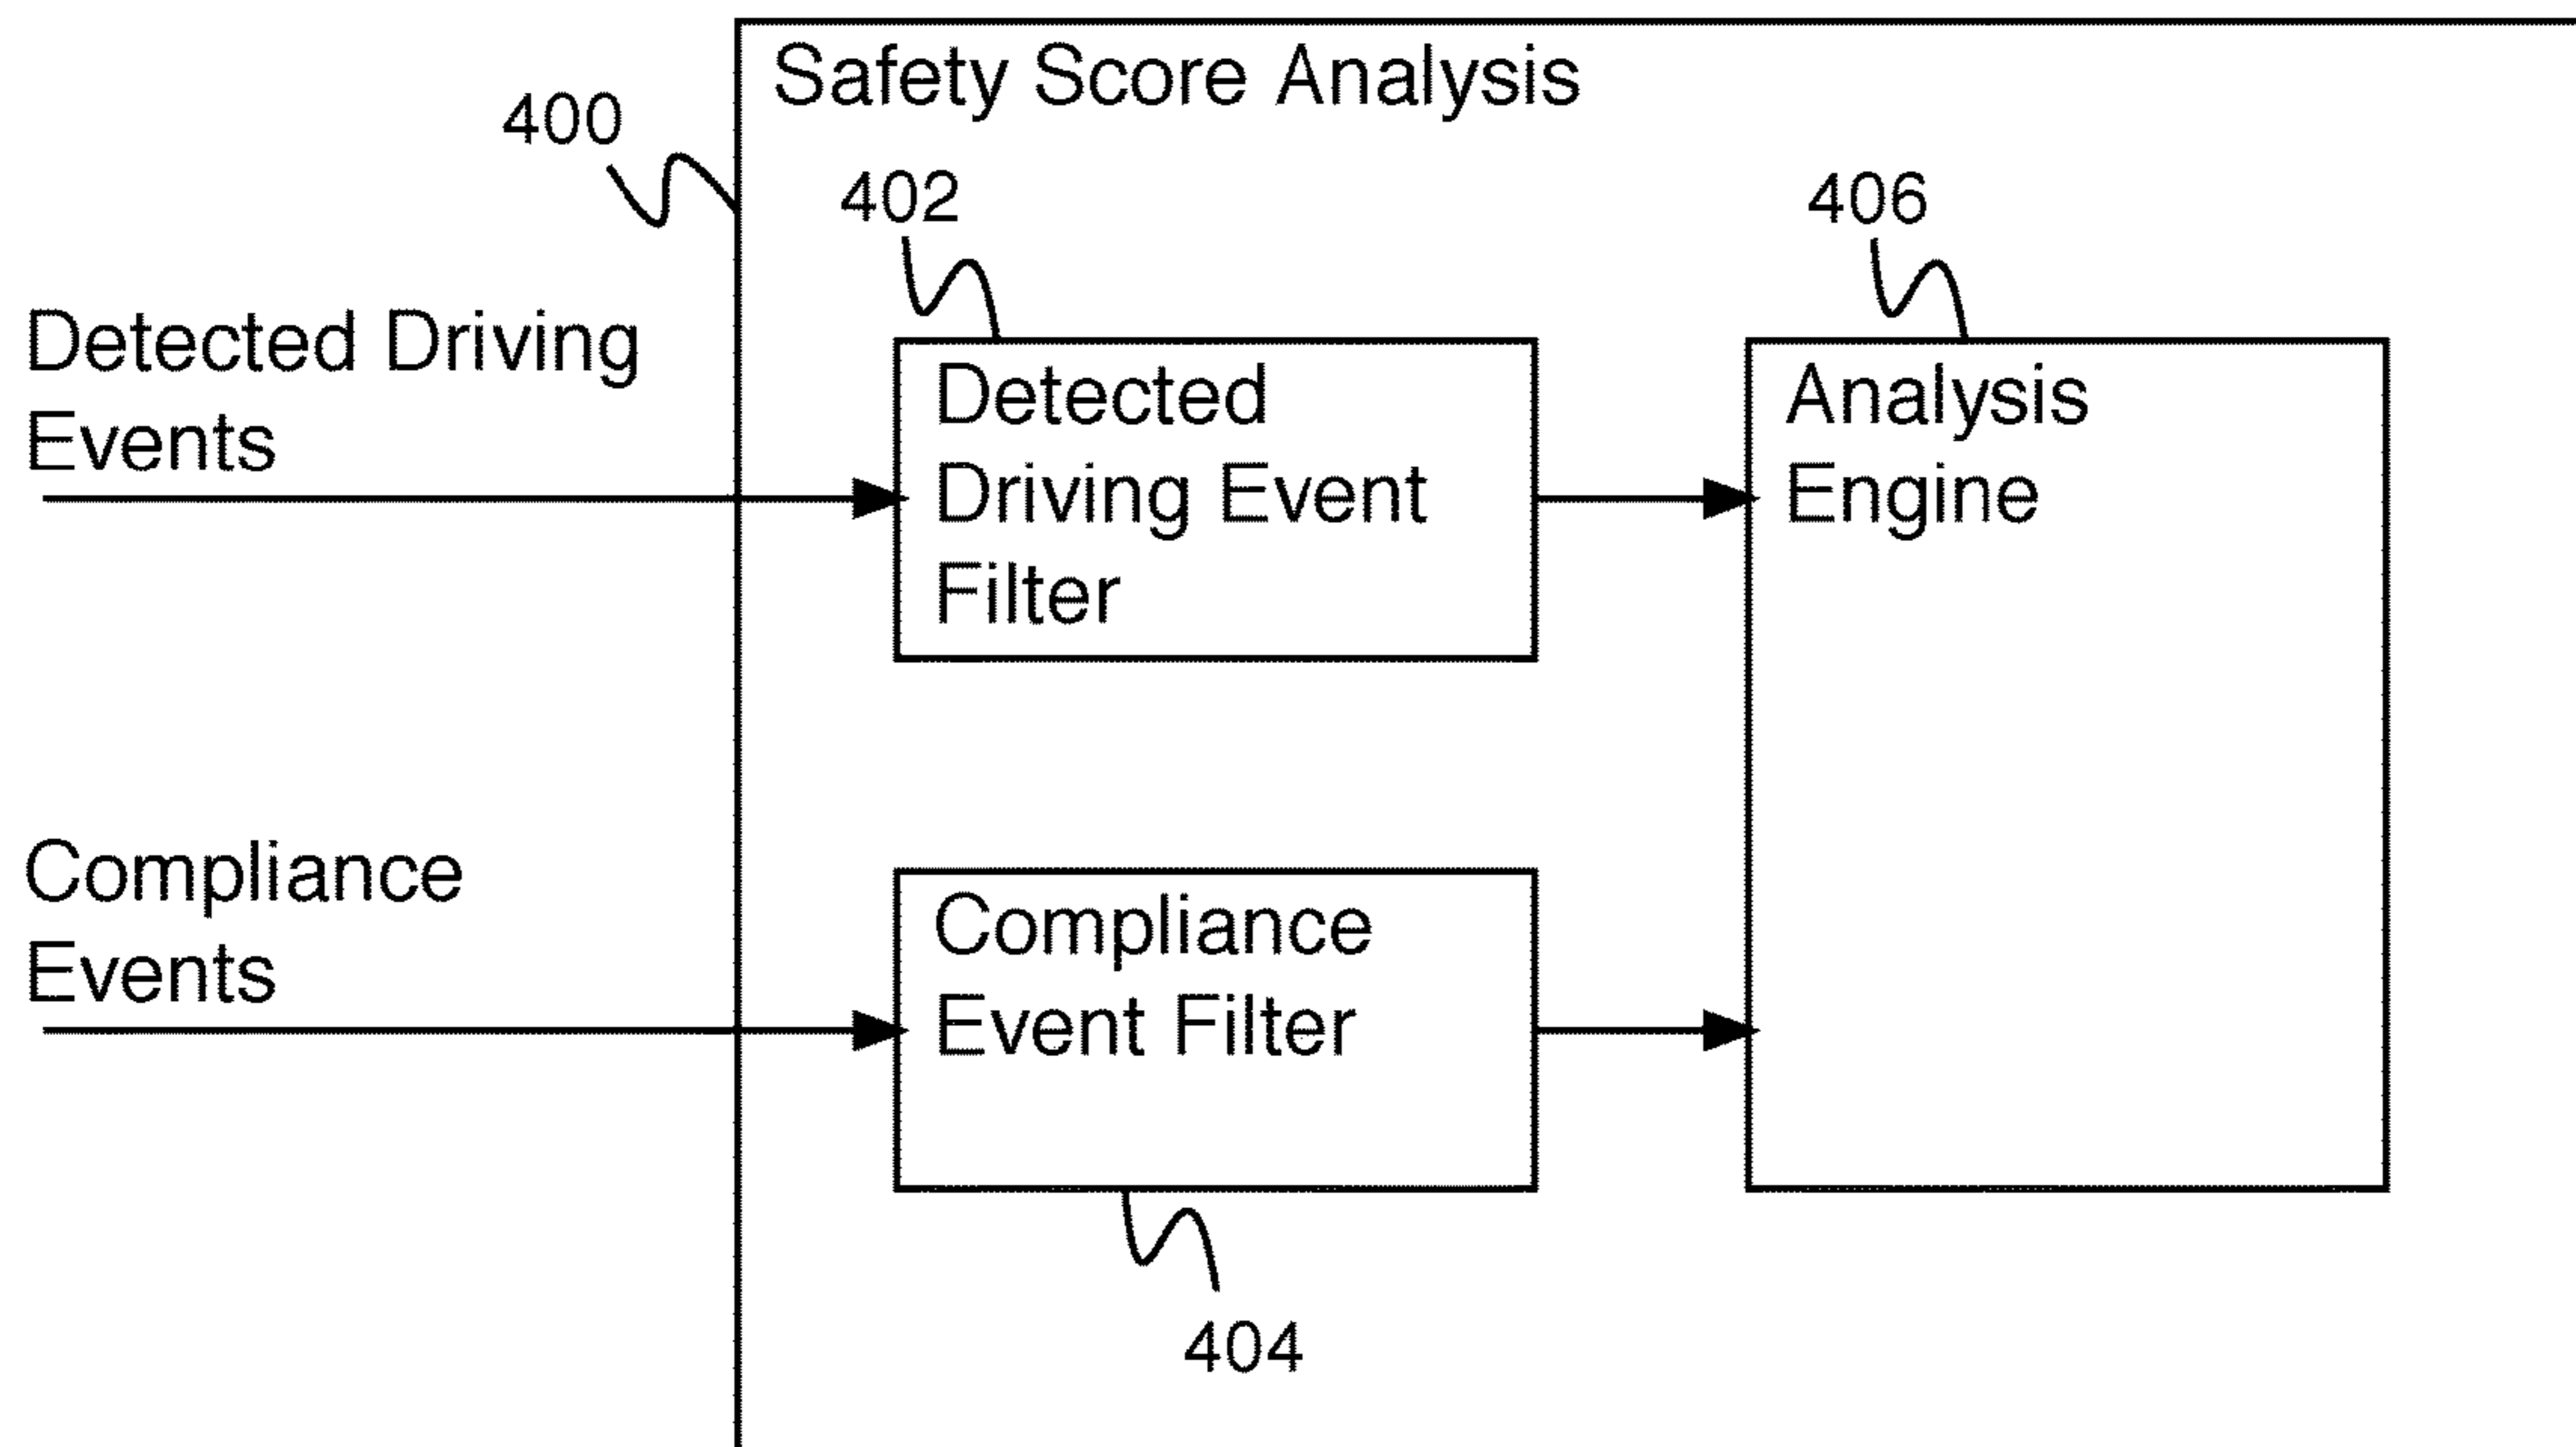 Safety Score Analysis
400
402
406
Detected Driving
Events
Detected
Driving Event
Filter
Analysis
Engine
Compliance
Events
Compliance
Event Filter
404